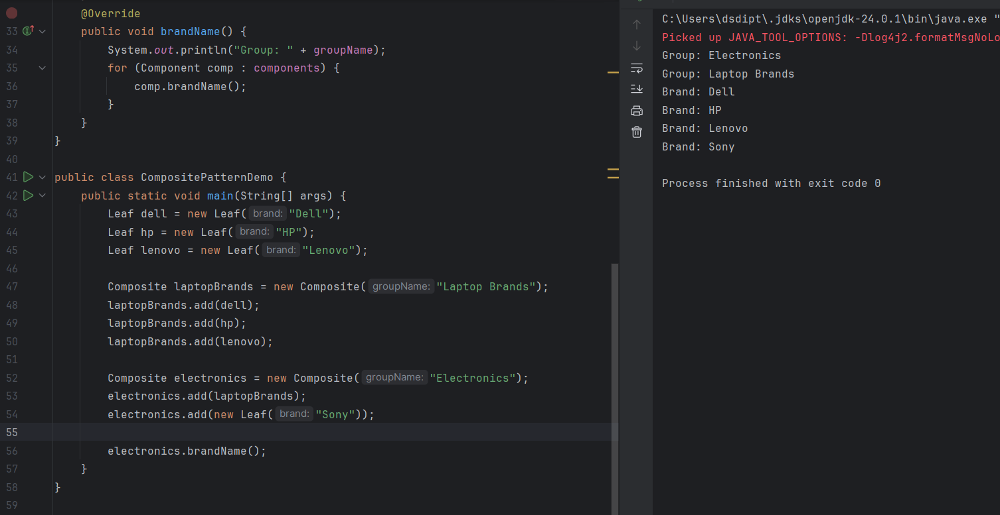 @Override
33 public void brandName() {
34 System.out.println("Group: " + groupName);
35 for (Component comp : components) {
36 comp.brandName();
37 }
38 }
39 }
40
41 public class CompositePatternDemo {
42 public static void main(String[] args) {
43 Leaf dell = new Leaf( brand: "Dell");
44 Leaf hp = new Leaf( brand: "HP");
45 Leaf lenovo = new Leaf( brand: "Lenovo");
46
47 Composite laptopBrands = new Composite( groupName: "Laptop Brands");
48 laptopBrands.add(dell);
49 laptopBrands.add(hp);
50 laptopBrands.add(lenovo);
51
52 Composite electronics = new Composite( groupName: "Electronics");
53 electronics.add(laptopBrands);
54 electronics.add(new Leaf( brand: "Sony"));
55
56 electronics.brandName();
57 }
58 }
59
C:\Users\dsdipt\.jdks\openjdk-24.0.1\bin\java.exe "
Picked up JAVA_TOOL_OPTIONS: -Dlog4j2.formatMsgNoLo
Group: Electronics
Group: Laptop Brands
Brand: Dell
Brand: HP
Brand: Lenovo
Brand: Sony
Process finished with exit code 0